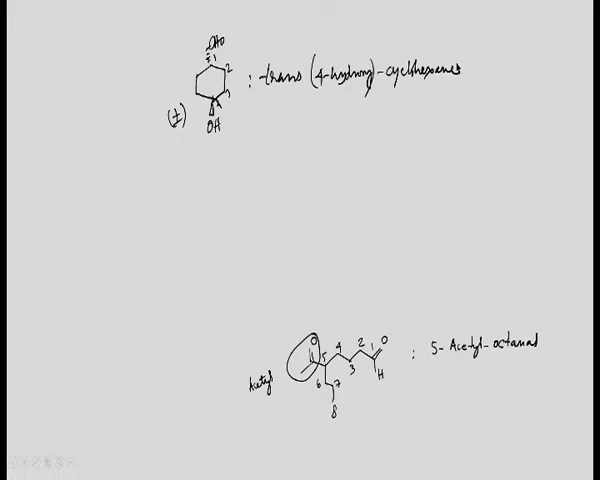 CHO
1
2
3
4
: -trans (4-hydroxy)-cyclohexanes
(±)
OH
O
4 2 1 O
5
3
H
: 5-Acetyl-octanal
Acetyl
6 7
8